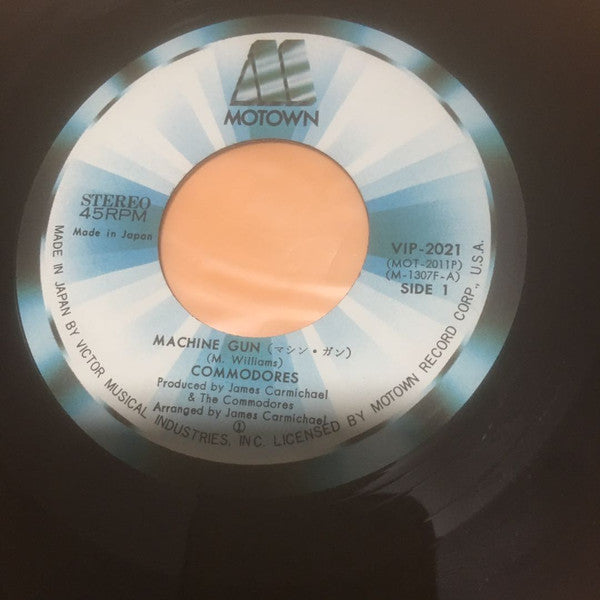 MOTOWN
STEREO
45RPM
Made in Japan
VIP-2021
(MOT-2011P)
(M-1307F-A)
SIDE 1
MACHINE GUN (マシン・ガン)
(M. Williams)
COMMODORES
Produced by James Carmichael
& The Commodores
Arranged by James Carmichael
Ⓛ
MADE IN JAPAN BY VICTOR MUSICAL INDUSTRIES, INC. LICENSED BY MOTOWN RECORD CORP., U.S.A.